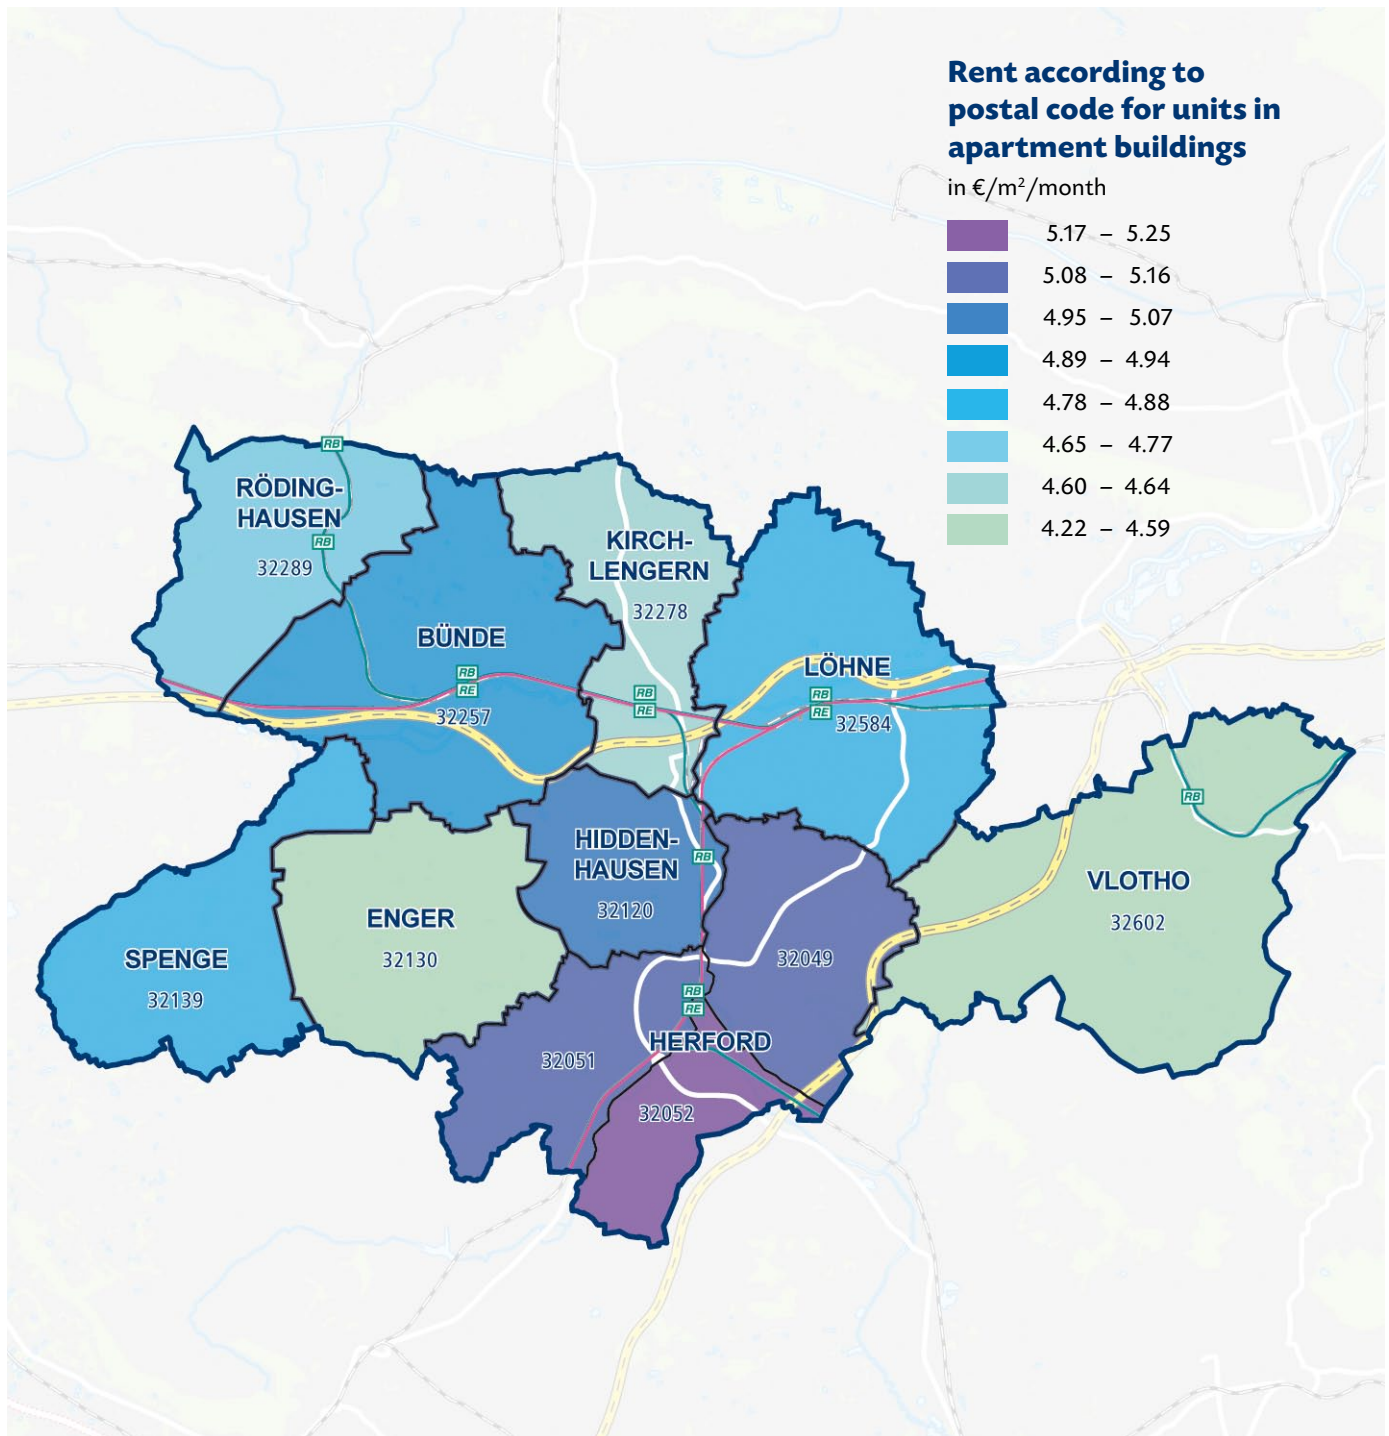 Rent according to
postal code for units in
apartment buildings
in €/m²/month
5.17 – 5.25
5.08 – 5.16
4.95 – 5.07
4.89 – 4.94
4.78 – 4.88
4.65 – 4.77
4.60 – 4.64
4.22 – 4.59
RB
RÖDING-
HAUSEN
RB
32289
KIRCH-
LENGERN
32278
BÜNDE
RB
RE
32257
RB
RE
LÖHNE
RB
RE
32584
RB
VLOTHO
32602
HIDDEN-
HAUSEN
RB
32120
ENGER
32130
SPENGE
32139
32049
RB
RE
HERFORD
32051
32052